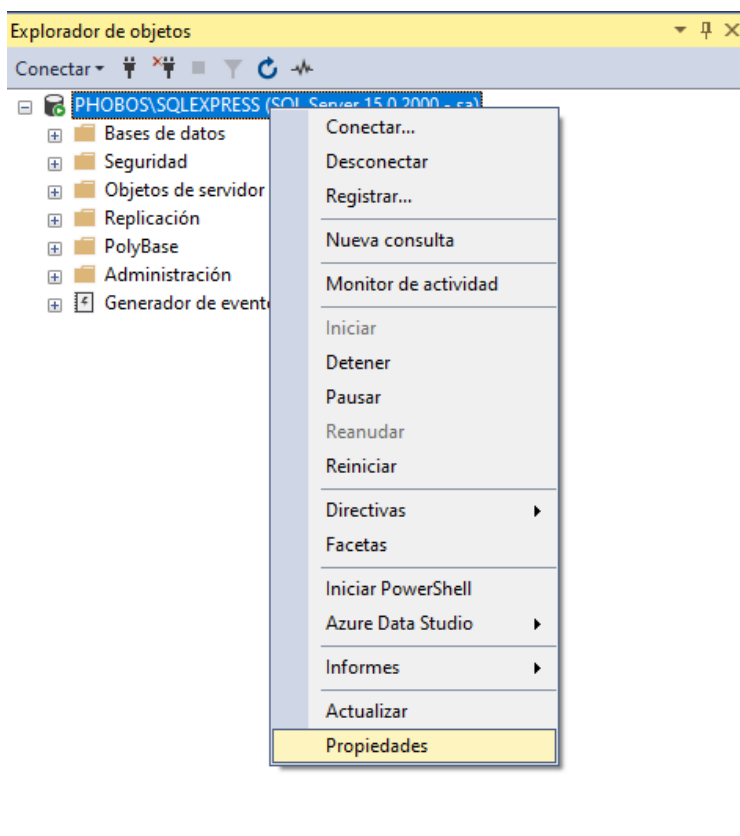 Explorador de objetos
Conectar
PHOBOS\SQLEXPRESS (SQL Server 15.0.2000 - sa)
Bases de datos
Seguridad
Objetos de servidor
Replicación
PolyBase
Administración
Generador de evento
Conectar...
Desconectar
Registrar...
Nueva consulta
Monitor de actividad
Iniciar
Detener
Pausar
Reanudar
Reiniciar
Directivas
Facetas
Iniciar PowerShell
Azure Data Studio
Informes
Actualizar
Propiedades